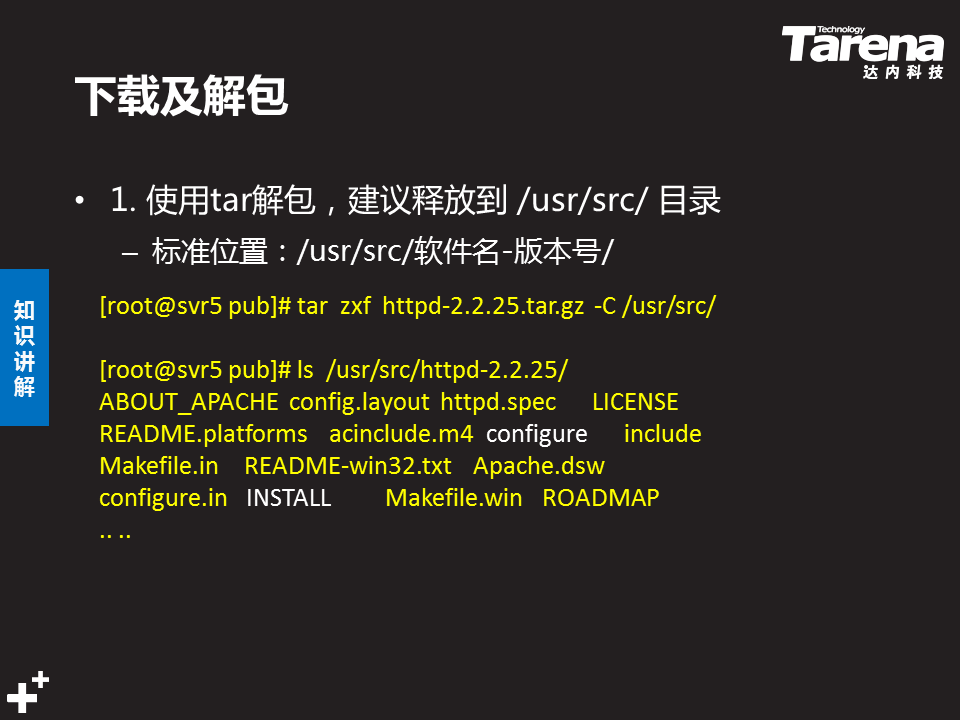 Technology
Tarena
达内科技
下载及解包
• 1. 使用tar解包，建议释放到 /usr/src/ 目录
– 标准位置：/usr/src/软件名-版本号/
知识讲解
[root@svr5 pub]# tar zxf httpd-2.2.25.tar.gz -C /usr/src/
[root@svr5 pub]# ls /usr/src/httpd-2.2.25/
ABOUT_APACHE config.layout httpd.spec LICENSE
README.platforms acinclude.m4 configure include
Makefile.in README-win32.txt Apache.dsw
configure.in INSTALL Makefile.win ROADMAP
.. ..